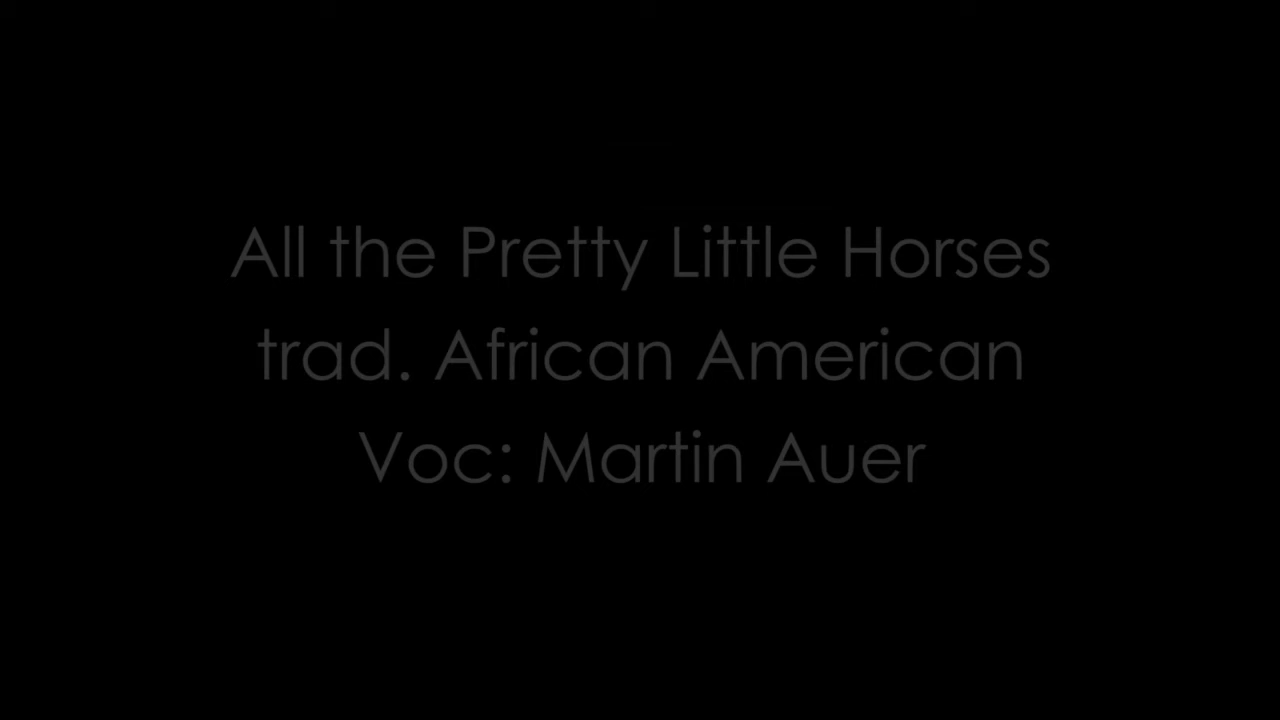 All the Pretty Little Horses
trad. African American
Voc: Martin Auer